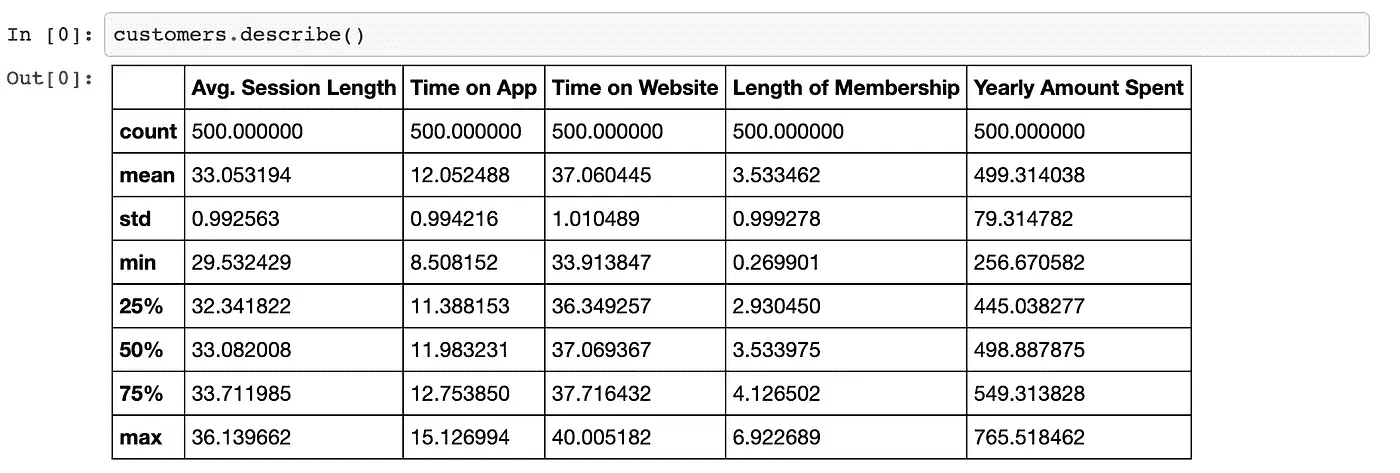 In [0]: customers.describe()
Out[0]:
Avg. Session Length Time on App Time on Website Length of Membership Yearly Amount Spent
count 500.000000 500.000000 500.000000 500.000000 500.000000
mean 33.053194 12.052488 37.060445 3.533462 499.314038
std 0.992563 0.994216 1.010489 0.999278 79.314782
min 29.532429 8.508152 33.913847 0.269901 256.670582
25% 32.341822 11.388153 36.349257 2.930450 445.038277
50% 33.082008 11.983231 37.069367 3.533975 498.887875
75% 33.711985 12.753850 37.716432 4.126502 549.313828
max 36.139662 15.126994 40.005182 6.922689 765.518462